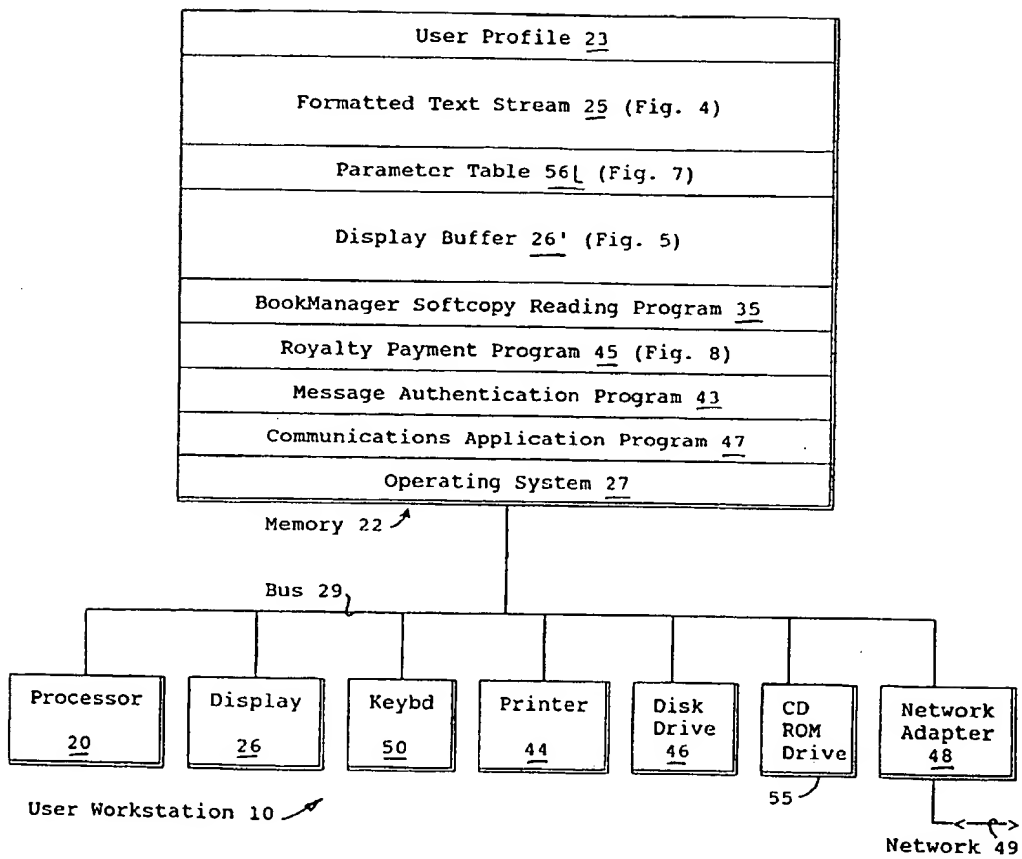 User Profile 23
Formatted Text Stream 25 (Fig. 4)
Parameter Table 56L (Fig. 7)
Display Buffer 26' (Fig. 5)
BookManager Softcopy Reading Program 35
Royalty Payment Program 45 (Fig. 8)
Message Authentication Program 43
Communications Application Program 47
Operating System 27
Memory 22
Bus 29
Processor
20
Display
26
Keybd
50
Printer
44
Disk
Drive
46
CD
ROM
Drive
55
Network
Adapter
48
User Workstation 10
Network 49